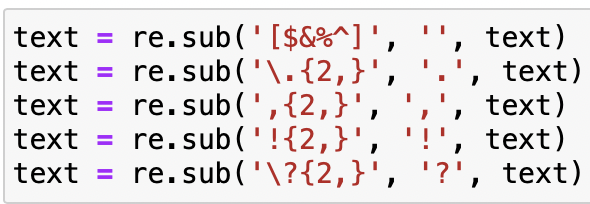 text = re.sub('[$&%^]', '', text)
text = re.sub('\.{2,}', '.', text)
text = re.sub(',{2,}', ',', text)
text = re.sub('!{2,}', '!', text)
text = re.sub('\?{2,}', '?', text)